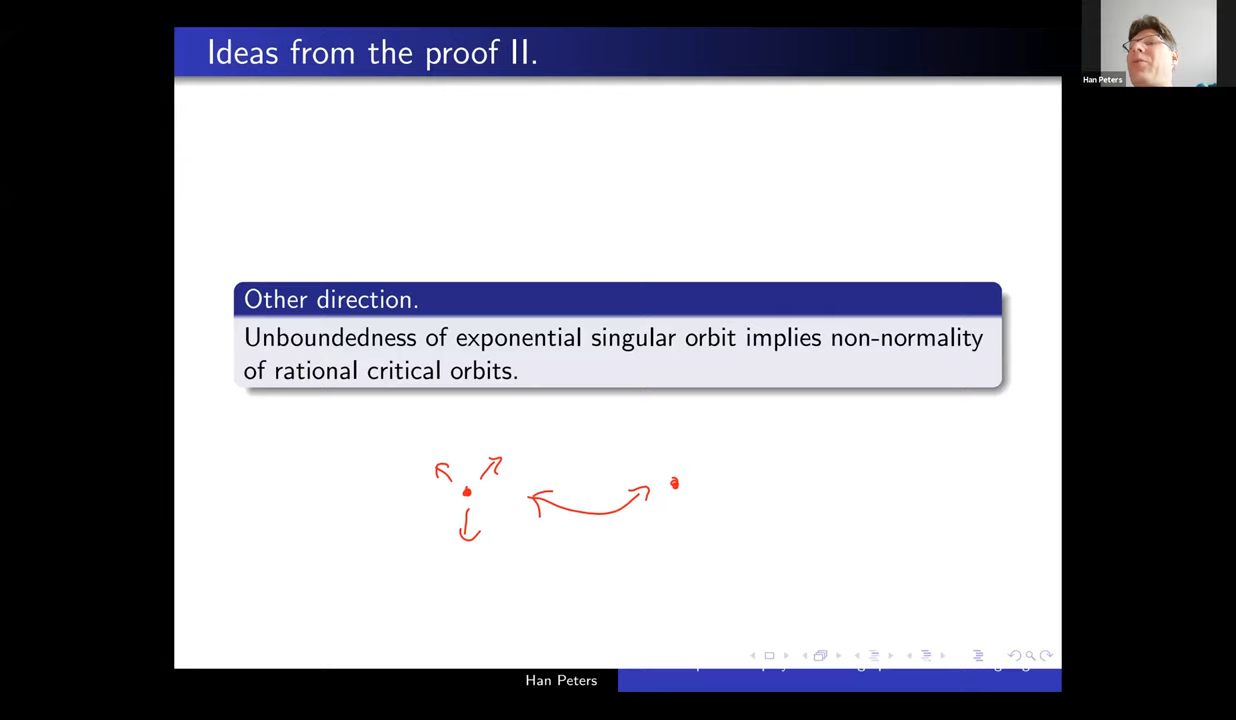 Ideas from the proof II.
Han Peters
Other direction.
Unboundedness of exponential singular orbit implies non-normality
of rational critical orbits.
Han Peters